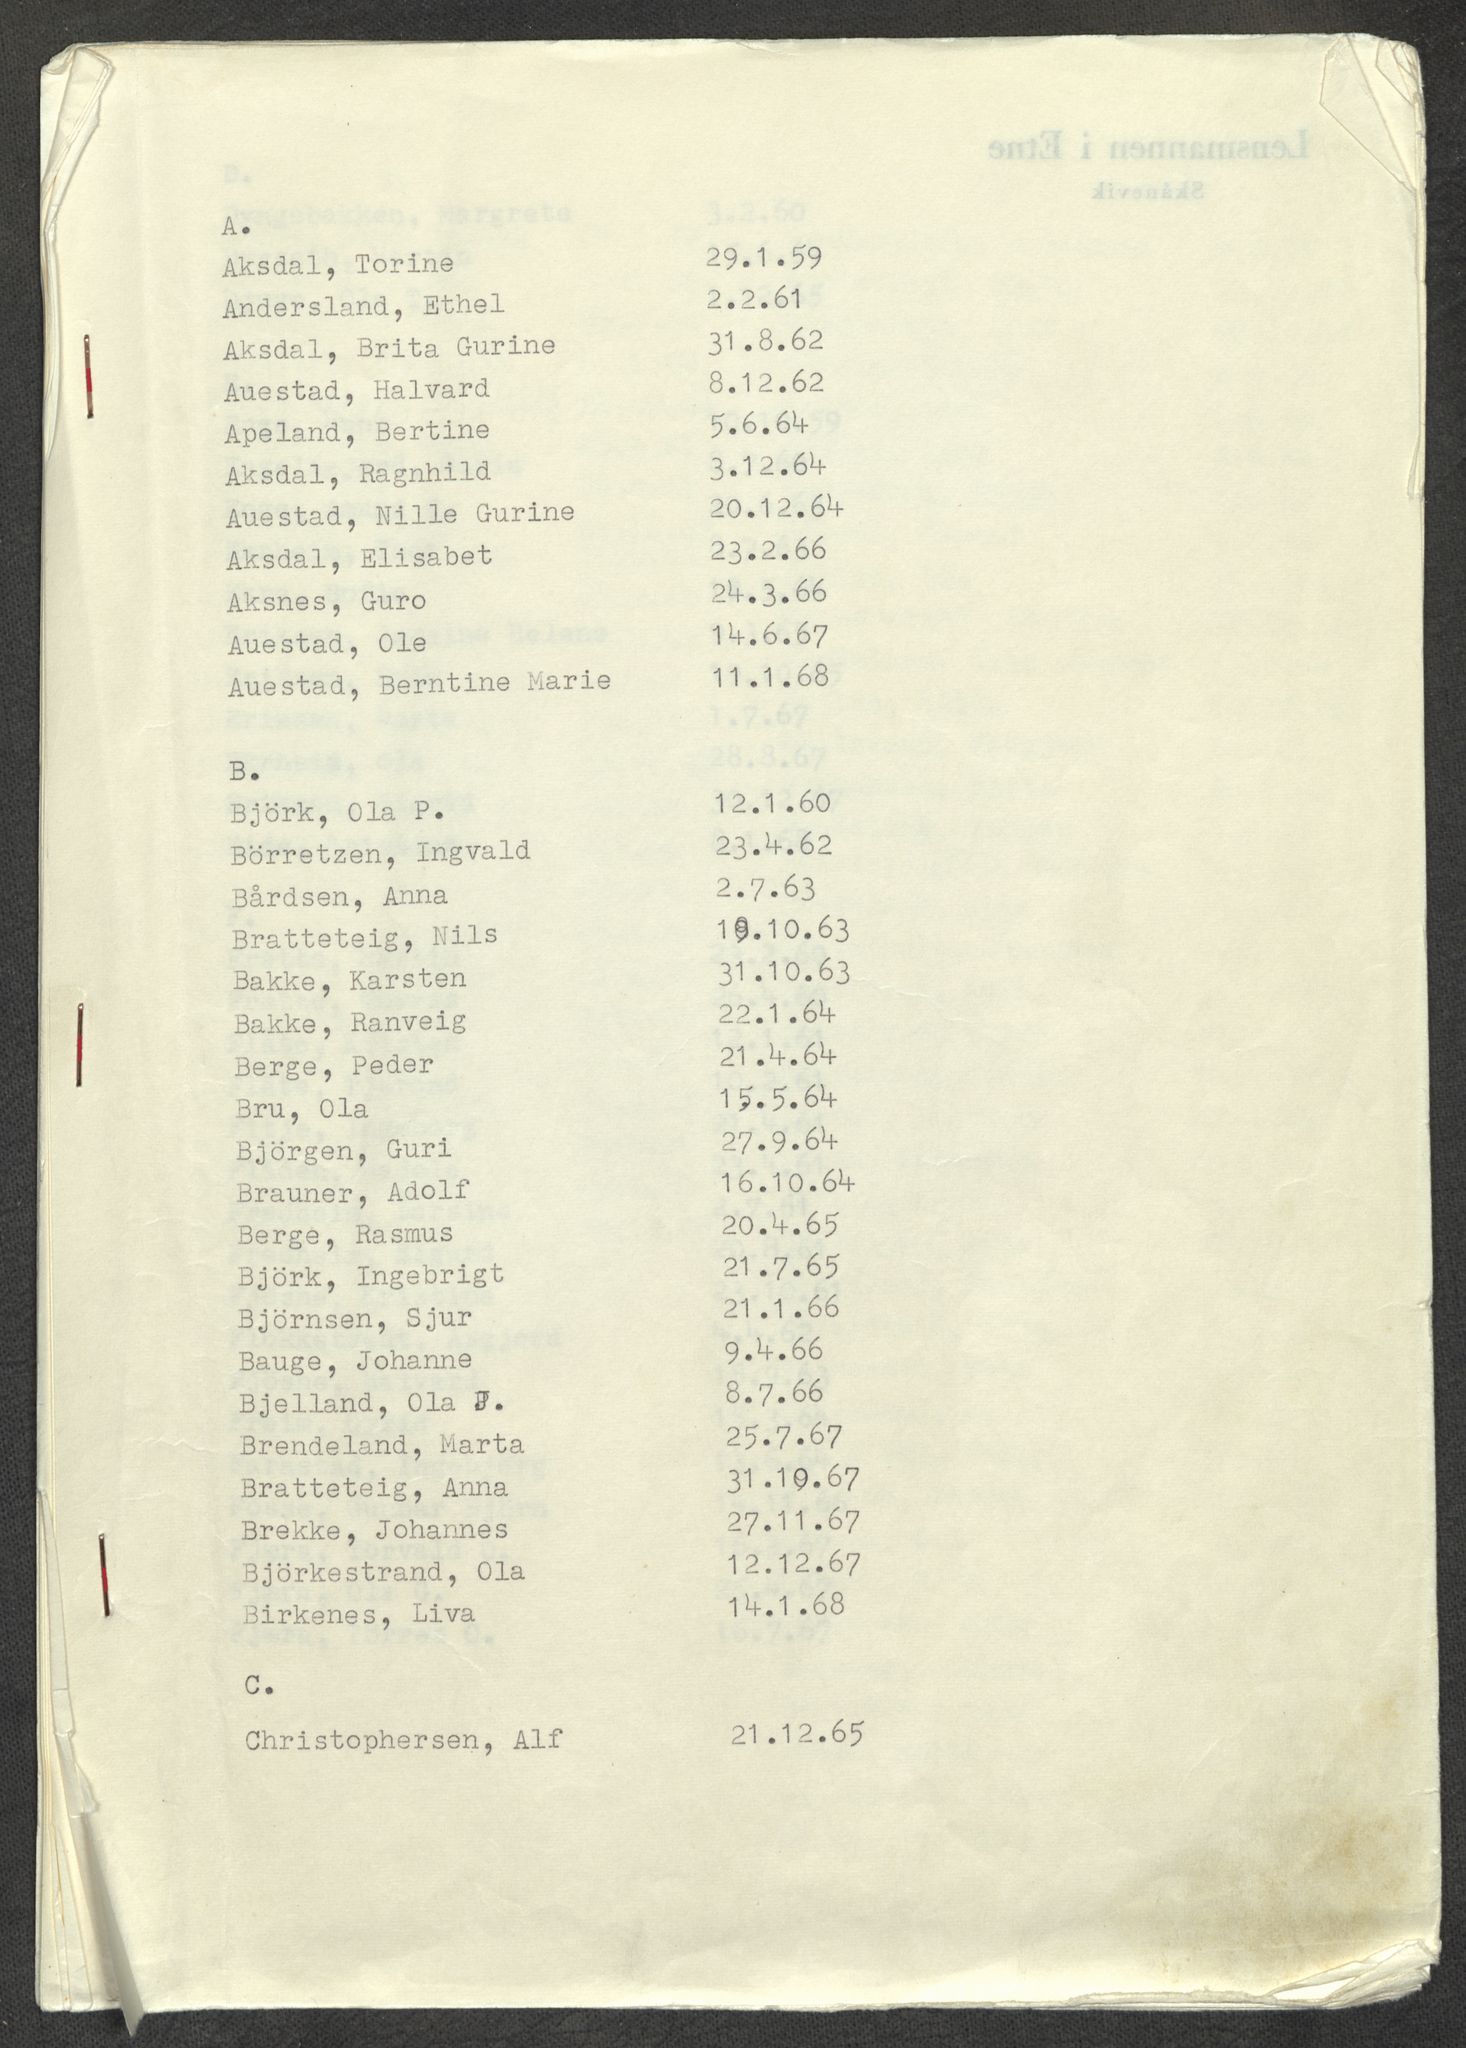 A.
Aksdal, Torine 29.1.59
Andersland, Ethel 2.2.61
Aksdal, Brita Gurine 31.8.62
Auestad, Halvard 8.12.62
Apeland, Bertine 5.6.64
Aksdal, Ragnhild 3.12.64
Auestad, Nille Gurine 20.12.64
Aksdal, Elisabet 23.2.66
Aksnes, Guro 24.3.66
Auestad, Ole 14.6.67
Auestad, Berntine Marie 11.1.68
B.
Björk, Ola P. 12.1.60
Börretzen, Ingvald 23.4.62
Bårdsen, Anna 2.7.63
Bratteteig, Nils 19.10.63
Bakke, Karsten 31.10.63
Bakke, Ranveig 22.1.64
Berge, Peder 21.4.64
Bru, Ola 15.5.64
Björgen, Guri 27.9.64
Brauner, Adolf 16.10.64
Berge, Rasmus 20.4.65
Björk, Ingebrigt 21.7.65
Björnsen, Sjur 21.1.66
Bauge, Johanne 9.4.66
Bjelland, Ola J. 8.7.66
Brendeland, Marta 25.7.67
Bratteteig, Anna 31.10.67
Brekke, Johannes 27.11.67
Björkestrand, Ola 12.12.67
Birkenes, Liva 14.1.68
C.
Christophersen, Alf 21.12.65